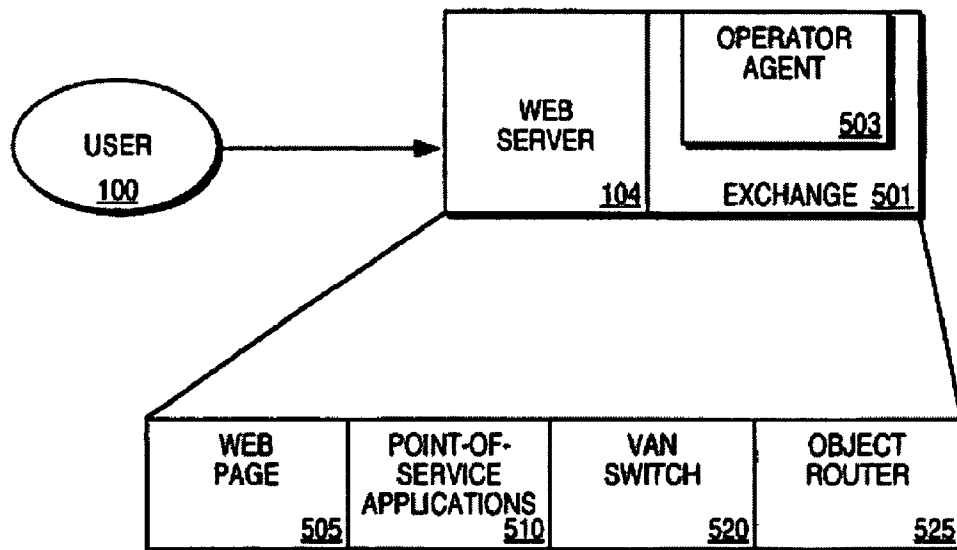 USER
100
WEB
SERVER
104
OPERATOR
AGENT
503
EXCHANGE 501
WEB
PAGE
505
POINT-OF-
SERVICE
APPLICATIONS
510
VAN
SWITCH
520
OBJECT
ROUTER
525